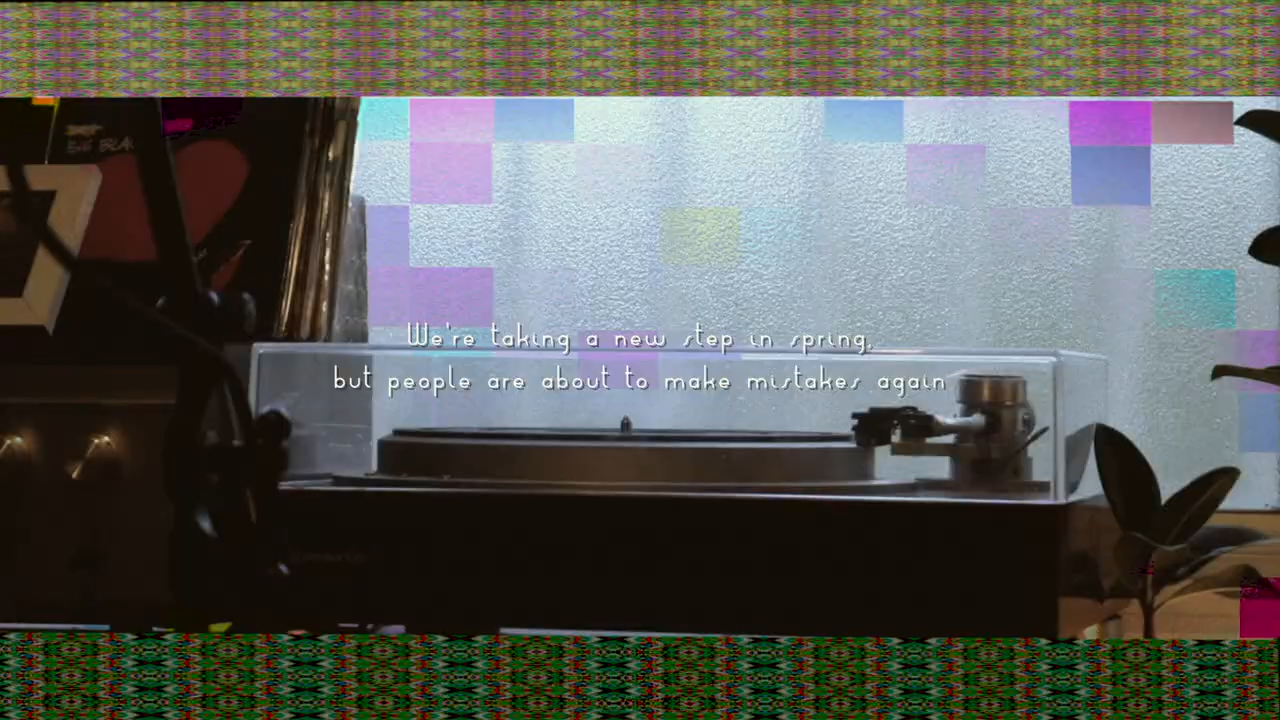 We're taking a new step in spring,
but people are about to make mistakes again